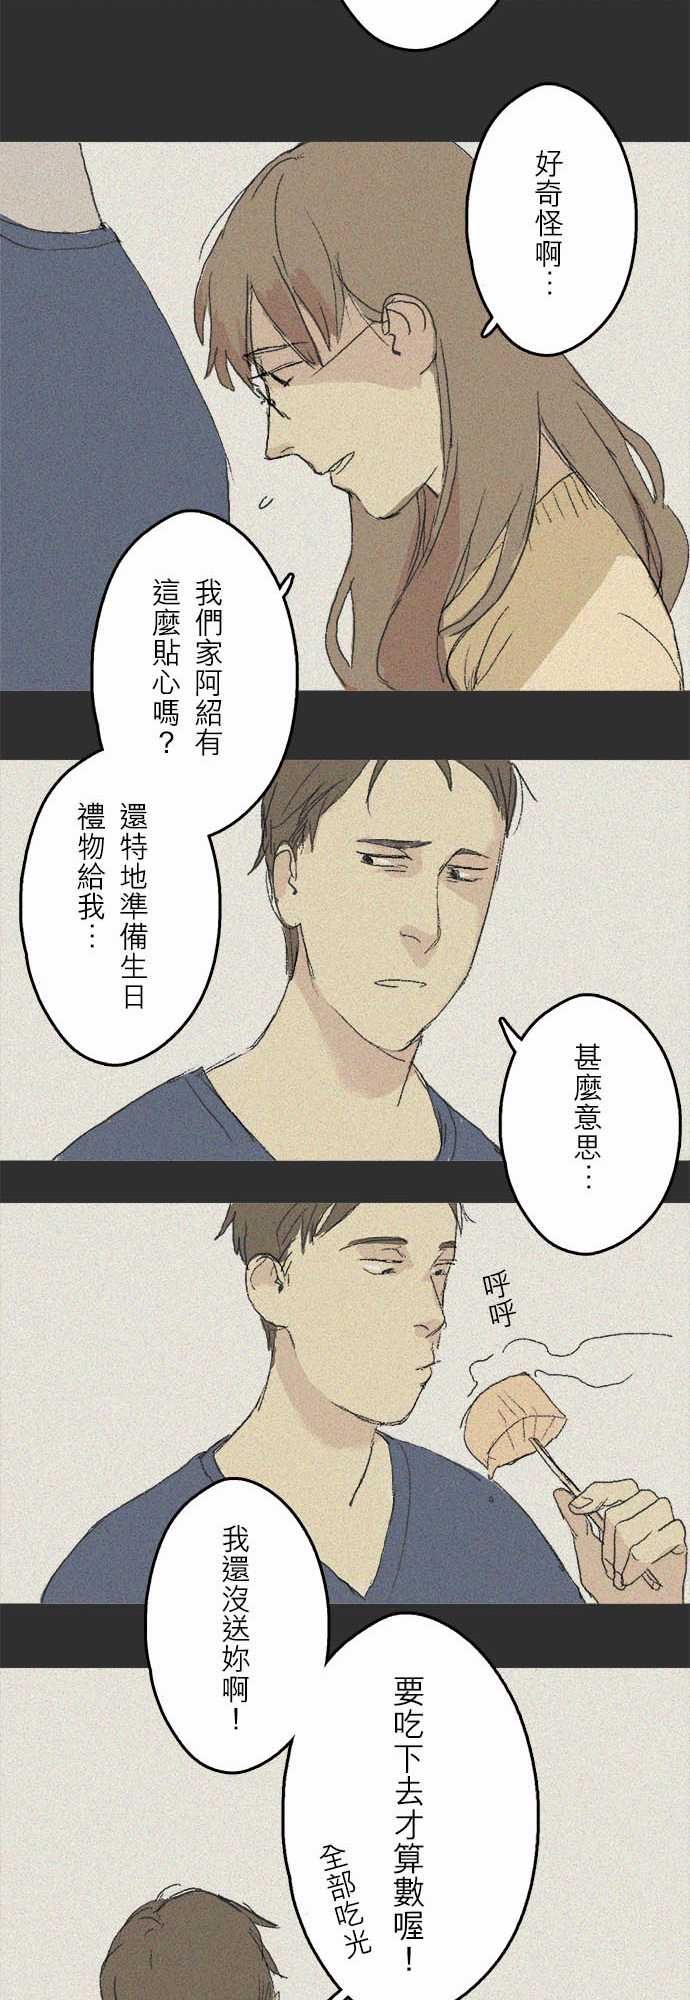 好奇怪啊…
我們家阿紹有
這麼貼心嗎？
還特地準備生日
禮物給我…
甚麼意思…
呼呼
我還沒送妳啊！
要吃下去才算數喔！
全部吃光